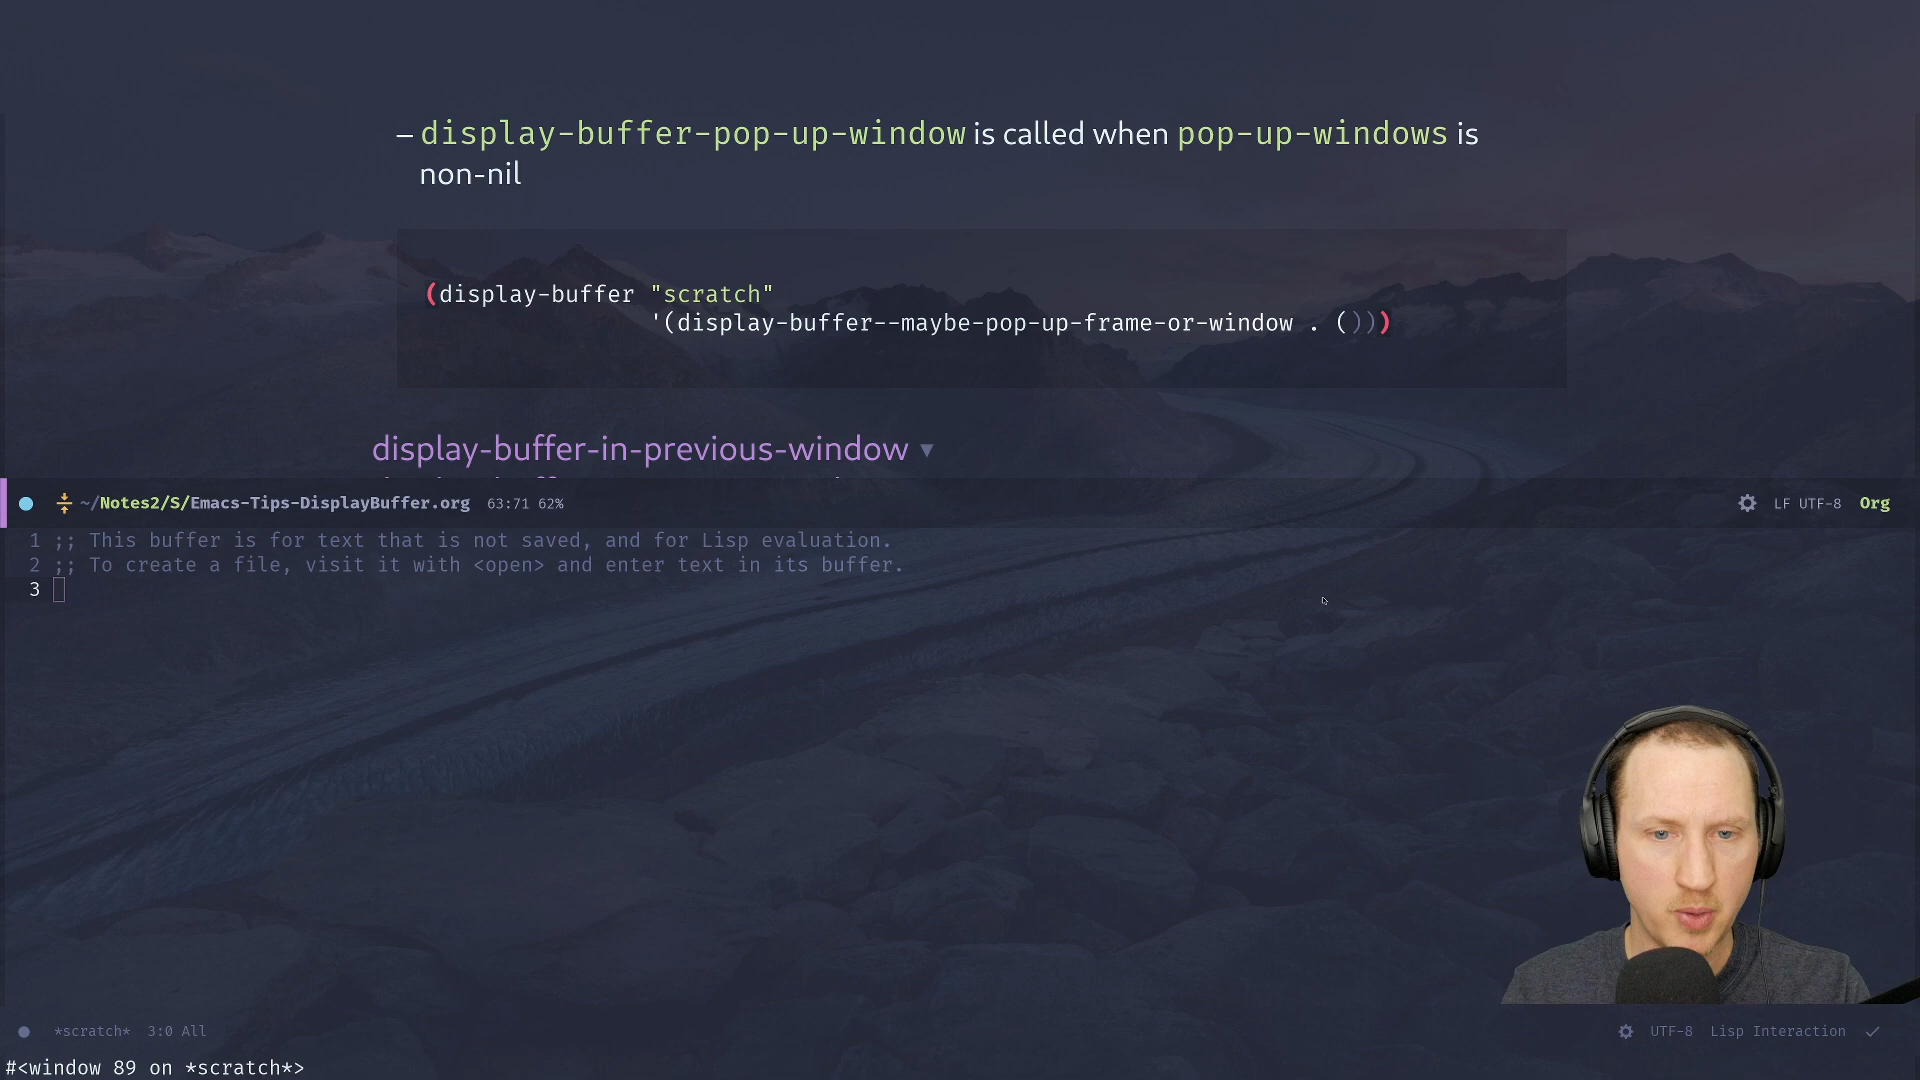 – display-buffer-pop-up-window is called when pop-up-windows is
non-nil
(display-buffer "scratch"
'(display-buffer--maybe-pop-up-frame-or-window . ()))
display-buffer-in-previous-window ▼
~/Notes2/S/Emacs-Tips-DisplayBuffer.org 63:71 62% LF UTF-8 Org
1 ;; This buffer is for text that is not saved, and for Lisp evaluation.
2 ;; To create a file, visit it with <open> and enter text in its buffer.
3
*scratch* 3:0 All UTF-8 Lisp Interaction
#<window 89 on *scratch*>